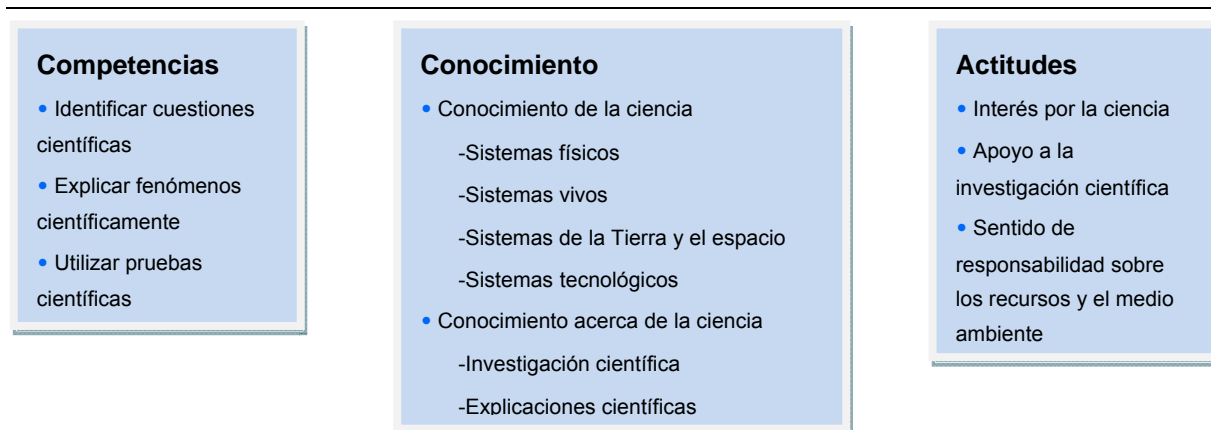 Competencias
• Identificar cuestiones
científicas
• Explicar fenómenos
científicamente
• Utilizar pruebas
científicas
Conocimiento
• Conocimiento de la ciencia
-Sistemas físicos
-Sistemas vivos
-Sistemas de la Tierra y el espacio
-Sistemas tecnológicos
• Conocimiento acerca de la ciencia
-Investigación científica
-Explicaciones científicas
Actitudes
• Interés por la ciencia
• Apoyo a la
investigación científica
• Sentido de
responsabilidad sobre
los recursos y el medio
ambiente